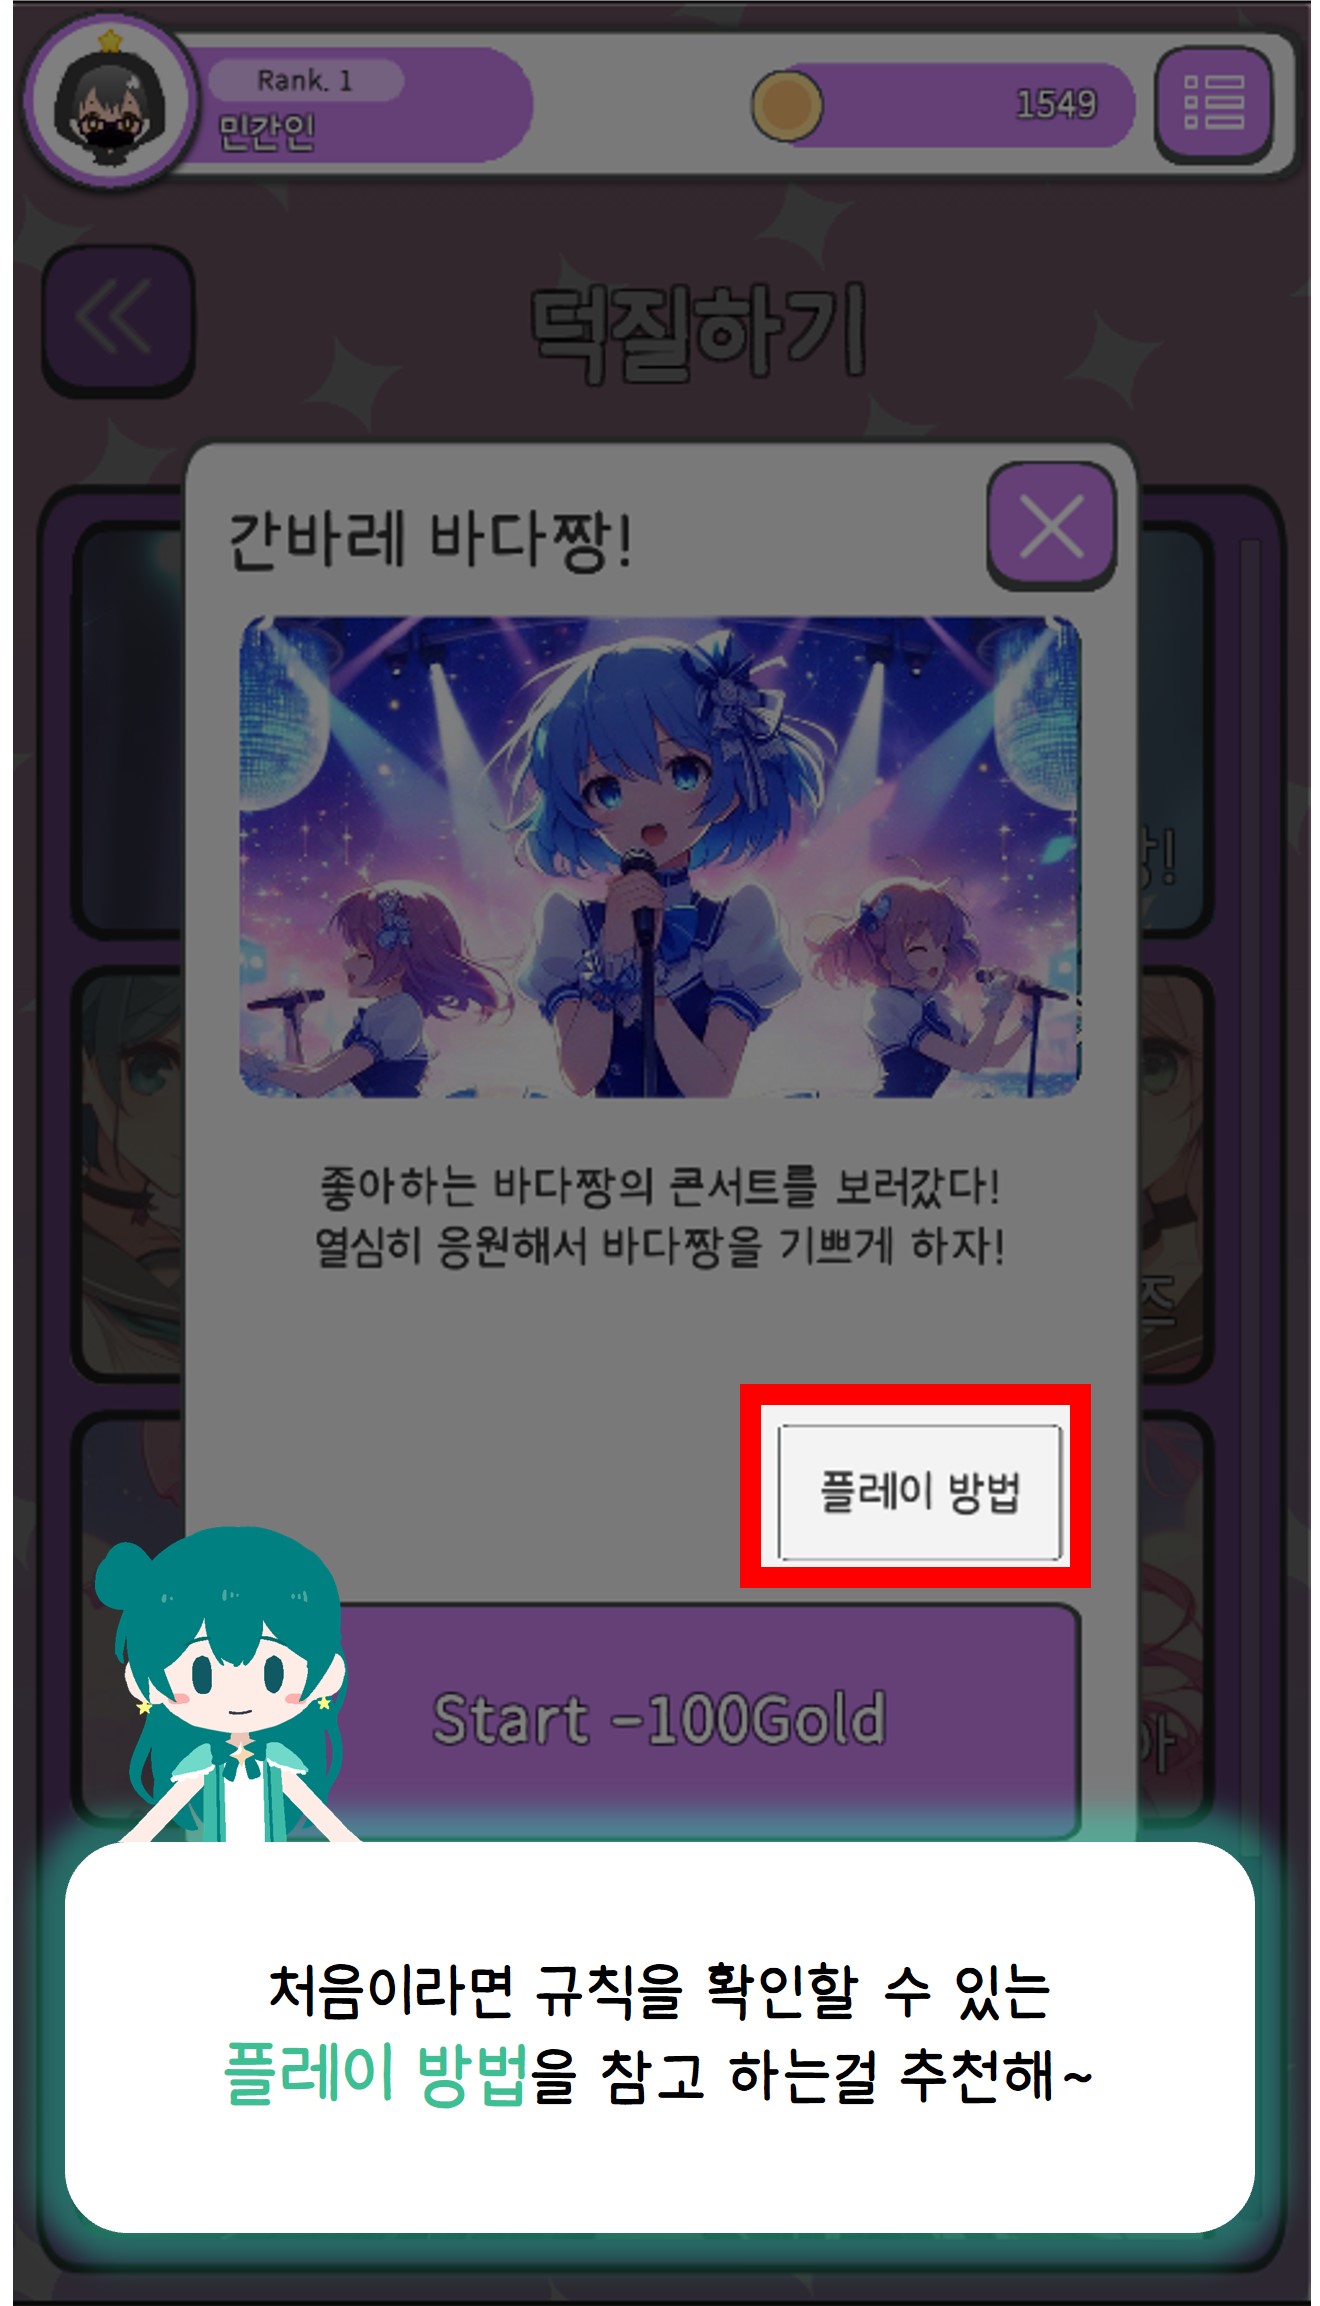 Rank. 1
민간인
1549
덕질하기
간바레 바다짱!
좋아하는 바다짱의 콘서트를 보러갔다!
열심히 응원해서 바다짱을 기쁘게 하자!
즈
플레이 방법
Start -100Gold
아
처음이라면 규칙을 확인할 수 있는
플레이 방법을 참고 하는걸 추천해~